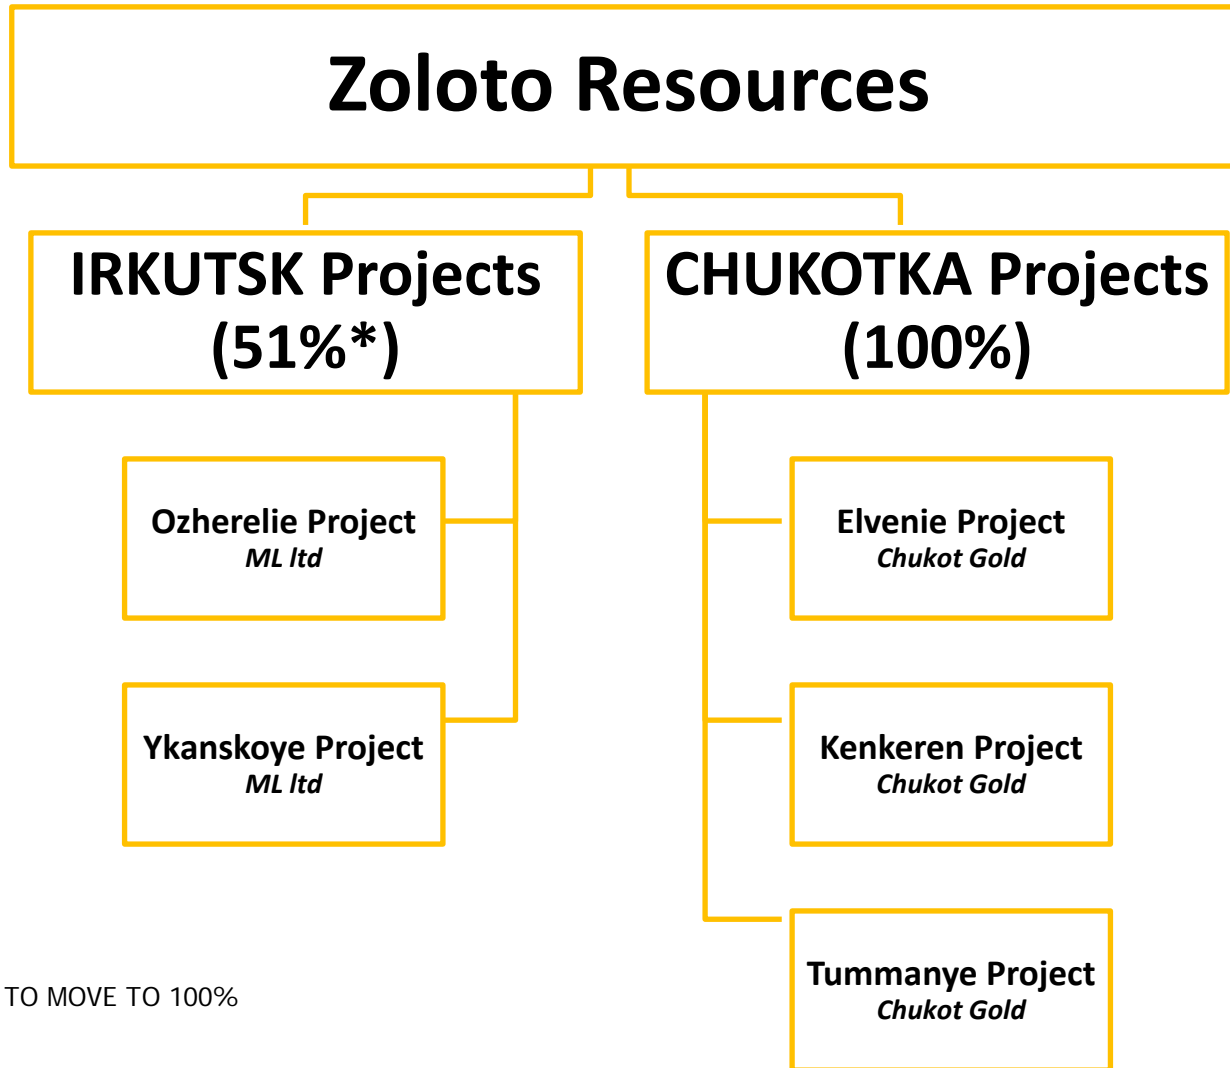 Zoloto Resources
IRKUTSK Projects
(51%*)
CHUKOTKA Projects
(100%)
Ozherelie Project
ML ltd
Ykanskoye Project
ML ltd
Elvenie Project
Chukot Gold
Kenkeren Project
Chukot Gold
Tummanye Project
Chukot Gold
TO MOVE TO 100%